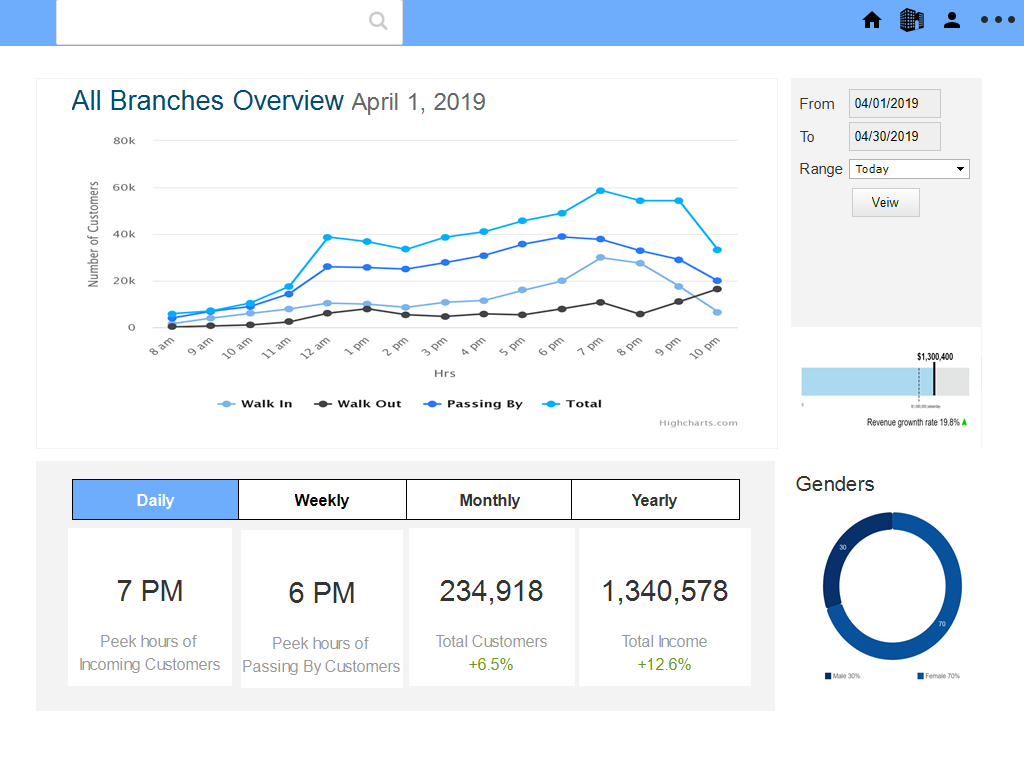 All Branches Overview April 1, 2019
80k
60k
40k
20k
0
Number of Customers
8 am
9 am
10 am
11 am
12 am
1 pm
2 pm
3 pm
4 pm
5 pm
6 pm
7 pm
8 pm
9 pm
10 pm
Hrs
Walk In
Walk Out
Passing By
Total
Highcharts.com
From 04/01/2019
To 04/30/2019
Range Today
Veiw
$1,300,400
0
Revenue grownth rate 19.8%
Daily
Weekly
Monthly
Yearly
7 PM
Peek hours of
Incoming Customers
6 PM
Peek hours of
Passing By Customers
234,918
Total Customers
+6.5%
1,340,578
Total Income
+12.6%
Genders
30
70
Male 30%
Female 70%